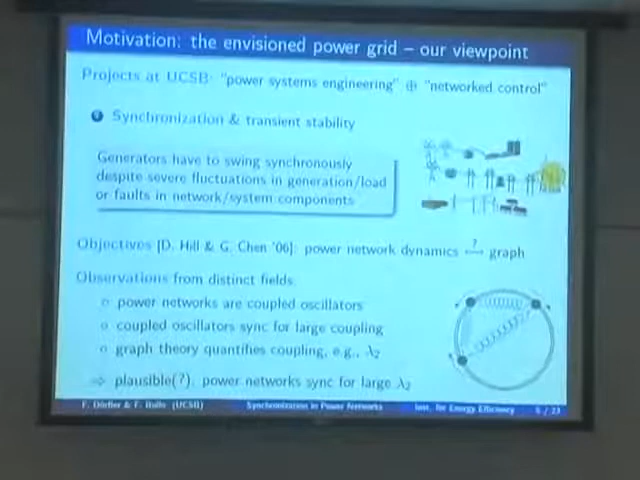 Motivation: the envisioned power grid – our viewpoint
Projects at UCSB: "power systems engineering" ⊕ "networked control"
1 Synchronization & transient stability
Generators have to swing synchronously
despite severe fluctuations in generation/load
or faults in network/system components
Objectives [D. Hill & G. Chen '06]: power network dynamics ⟷? graph
Observations from distinct fields:
power networks are coupled oscillators
coupled oscillators sync for large coupling
graph theory quantifies coupling, e.g., λ₂
⇒ plausible(?): power networks sync for large λ₂
F. Dörfler & F. Bullo (UCSB) Synchronization in Power Networks Inst. for Energy Efficiency 5 / 23